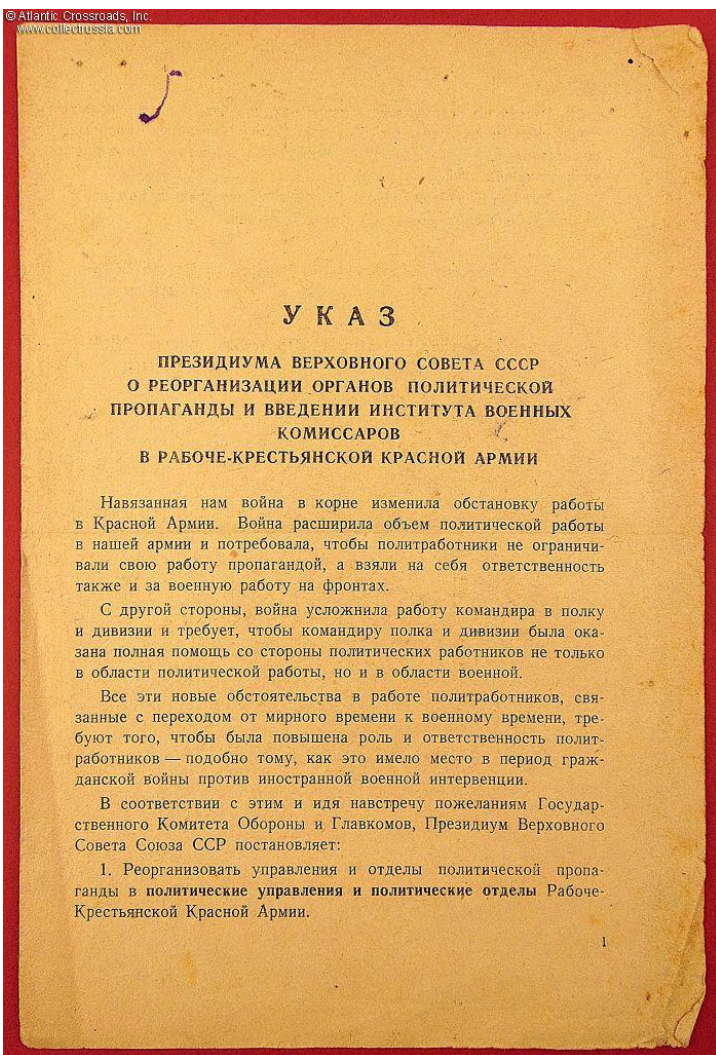 © Atlantic Crossroads, Inc.
www.collectrussia.com
УКАЗ
ПРЕЗИДИУМА ВЕРХОВНОГО СОВЕТА СССР
О РЕОРГАНИЗАЦИИ ОРГАНОВ ПОЛИТИЧЕСКОЙ
ПРОПАГАНДЫ И ВВЕДЕНИИ ИНСТИТУТА ВОЕННЫХ
КОМИССАРОВ
В РАБОЧЕ-КРЕСТЬЯНСКОЙ КРАСНОЙ АРМИИ
Навязанная нам война в корне изменила обстановку работы
в Красной Армии. Война расширила объем политической работы
в нашей армии и потребовала, чтобы политработники не ограничи-
вали свою работу пропагандой, а взяли на себя ответственность
также и за военную работу на фронтах.
С другой стороны, война усложнила работу командира в полку
и дивизии и требует, чтобы командиру полка и дивизии была ока-
зана полная помощь со стороны политических работников не только
в области политической работы, но и в области военной.
Все эти новые обстоятельства в работе политработников, свя-
занные с переходом от мирного времени к военному времени, тре-
буют того, чтобы была повышена роль и ответственность полит-
работников — подобно тому, как это имело место в период граж-
данской войны против иностранной военной интервенции.
В соответствии с этим и идя навстречу пожеланиям Государ-
ственного Комитета Обороны и Главкомов, Президиум Верховного
Совета Союза ССР постановляет:
1. Реорганизовать управления и отделы политической пропа-
ганды в политические управления и политические отделы Рабоче-
Крестьянской Красной Армии.
1